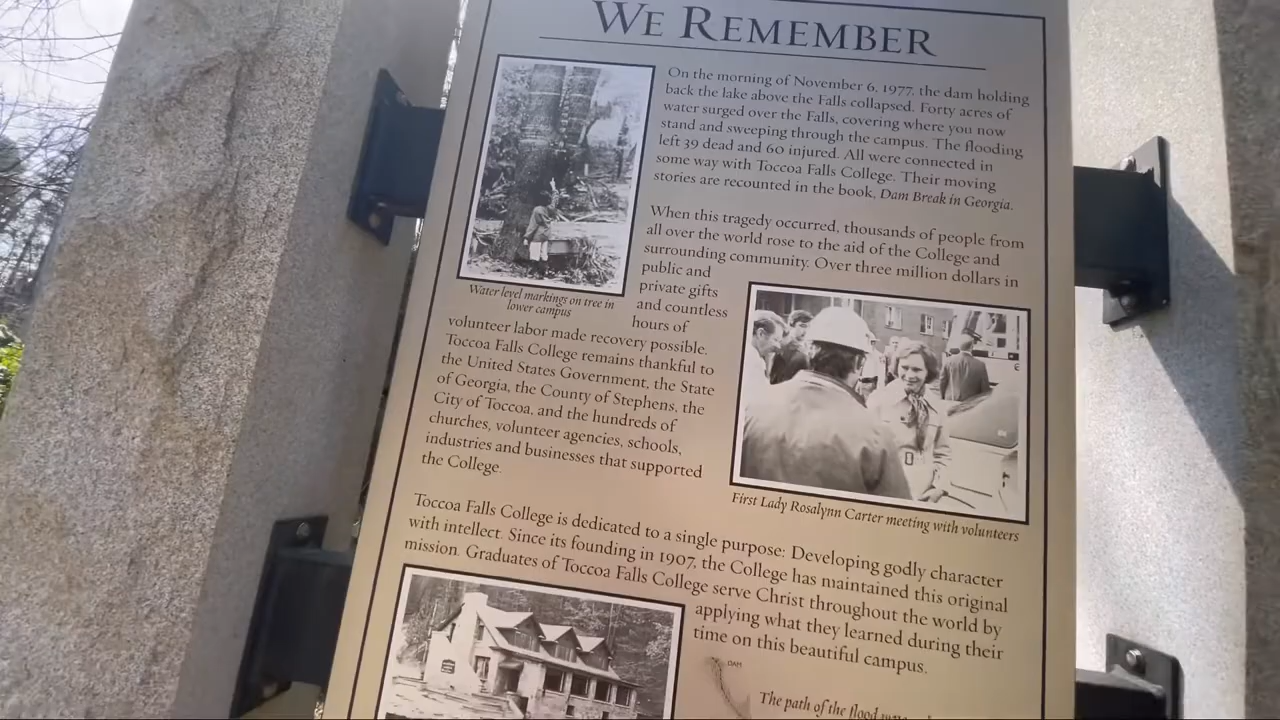 WE REMEMBER
On the morning of November 6, 1977, the dam holding
back the lake above the Falls collapsed. Forty acres of
water surged over the Falls, covering where you now
stand and sweeping through the campus. The flooding
left 39 dead and 60 injured. All were connected in
some way with Toccoa Falls College. Their moving
stories are recounted in the book, Dam Break in Georgia.
Water level markings on tree in
lower campus
When this tragedy occurred, thousands of people from
all over the world rose to the aid of the College and
surrounding community. Over three million dollars in
public and
private gifts
and countless
hours of
volunteer labor made recovery possible.
Toccoa Falls College remains thankful to
the United States Government, the State
of Georgia, the County of Stephens, the
City of Toccoa, and the hundreds of
churches, volunteer agencies, schools,
industries and businesses that supported
the College.
First Lady Rosalynn Carter meeting with volunteers
Toccoa Falls College is dedicated to a single purpose: Developing godly character
with intellect. Since its founding in 1907, the College has maintained this original
mission. Graduates of Toccoa Falls College serve Christ throughout the world by
applying what they learned during their
time on this beautiful campus.
DAM
The path of the flood